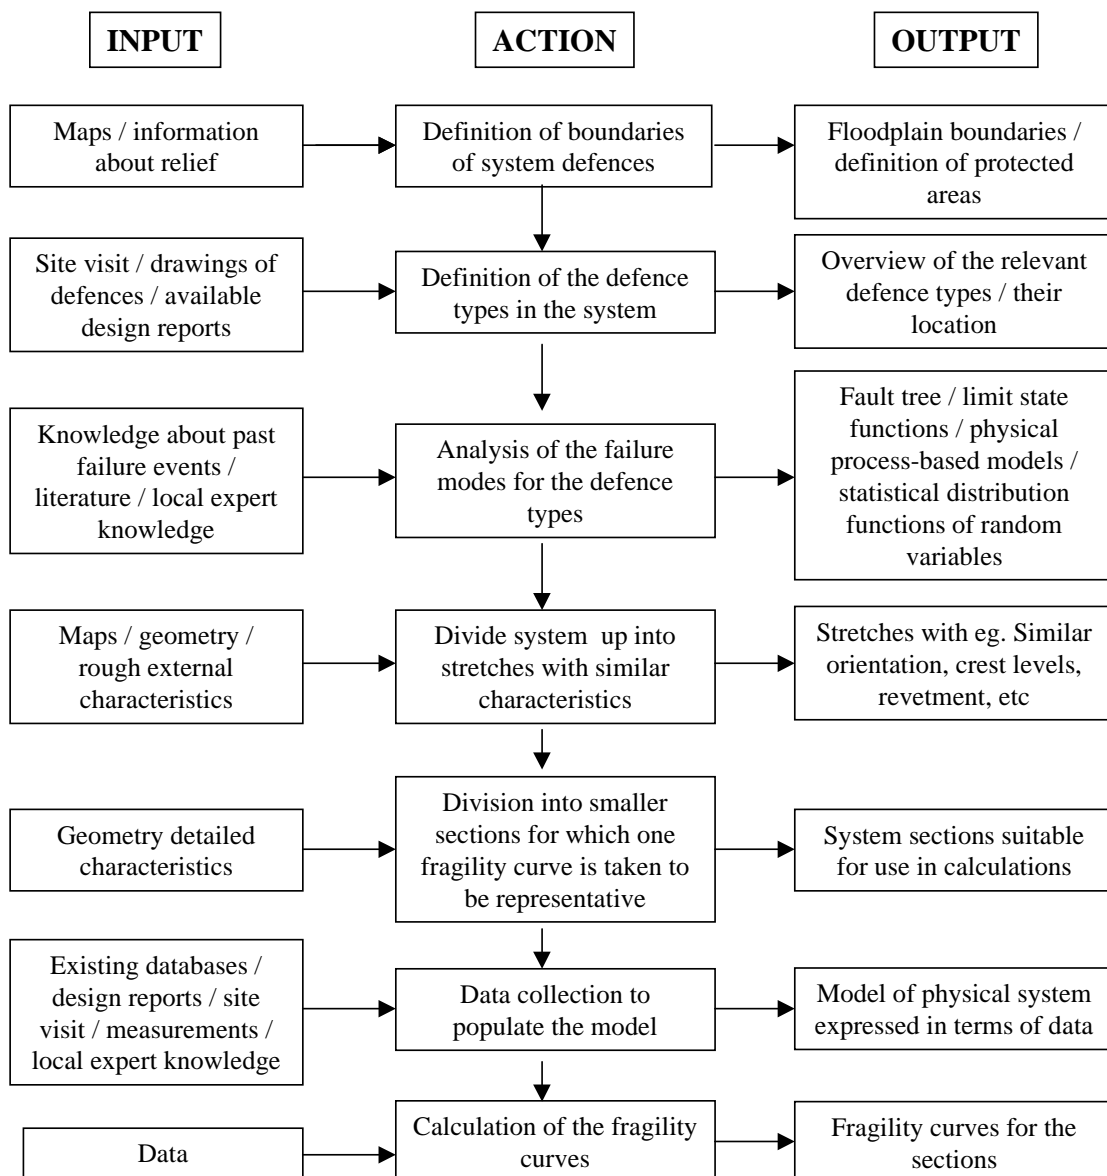 INPUT
ACTION
OUTPUT
Maps / information
about relief
Definition of boundaries
of system defences
Floodplain boundaries /
definition of protected
areas
Site visit / drawings of
defences / available
design reports
Definition of the defence
types in the system
Overview of the relevant
defence types / their
location
Knowledge about past
failure events /
literature / local expert
knowledge
Analysis of the failure
modes for the defence
types
Fault tree / limit state
functions / physical
process-based models /
statistical distribution
functions of random
variables
Maps / geometry /
rough external
characteristics
Divide system  up into
stretches with similar
characteristics
Stretches with eg. Similar
orientation, crest levels,
revetment, etc
Geometry detailed
characteristics
Division into smaller
sections for which one
fragility curve is taken to
be representative
System sections suitable
for use in calculations
Existing databases /
design reports / site
visit / measurements /
local expert knowledge
Data collection to
populate the model
Model of physical system
expressed in terms of data
Data
Calculation of the fragility
curves
Fragility curves for the
sections